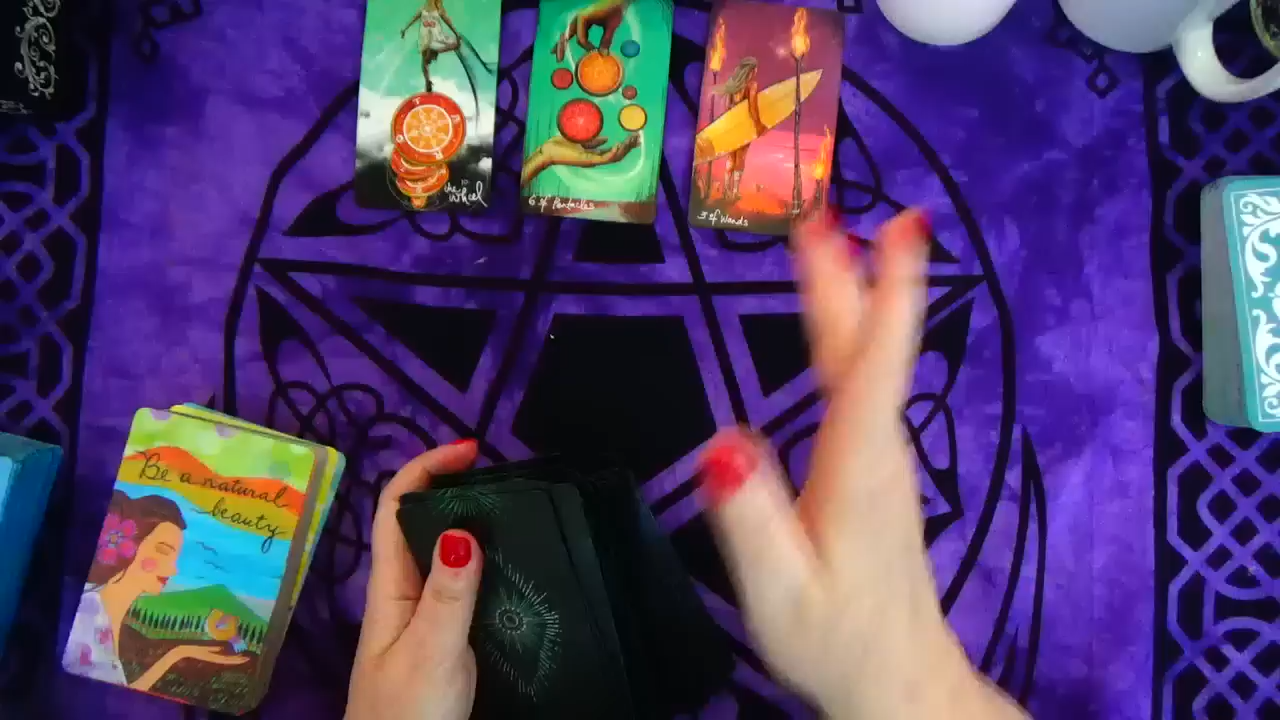 the
wheel
6 of Pentacles
3 of Wands
Be a natural
beauty